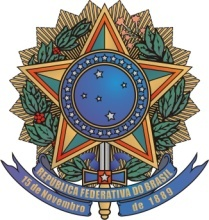 REPÚBLICA FEDERATIVA DO BRASIL
15 de Novembro de 1889